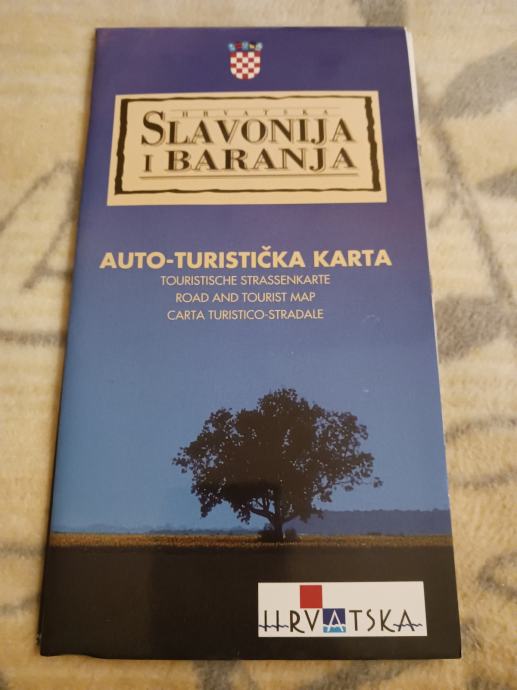 HRVATSKA
SLAVONIJA
I BARANJA
AUTO-TURISTIČKA KARTA
TOURISTISCHE STRASSENKARTE
ROAD AND TOURIST MAP
CARTA TURISTICO-STRADALE
HRVATSKA